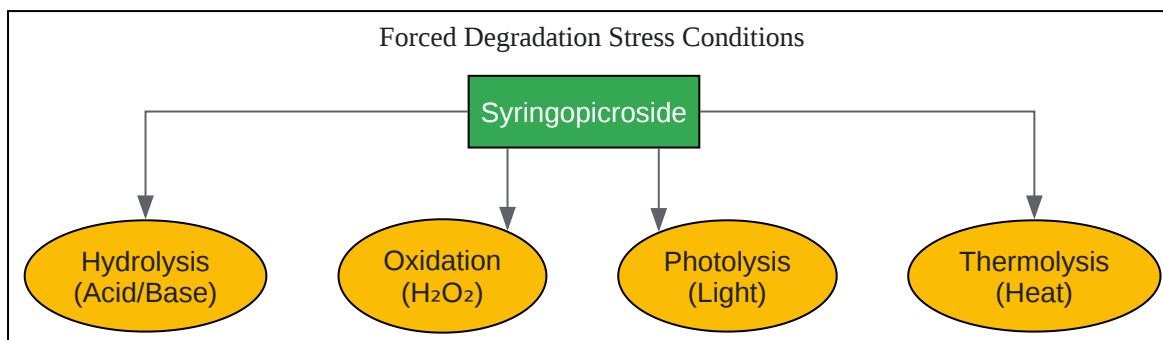 Forced Degradation Stress Conditions
Syringopicroside
Hydrolysis
(Acid/Base)
Oxidation
(H₂O₂)
Photolysis
(Light)
Thermolysis
(Heat)